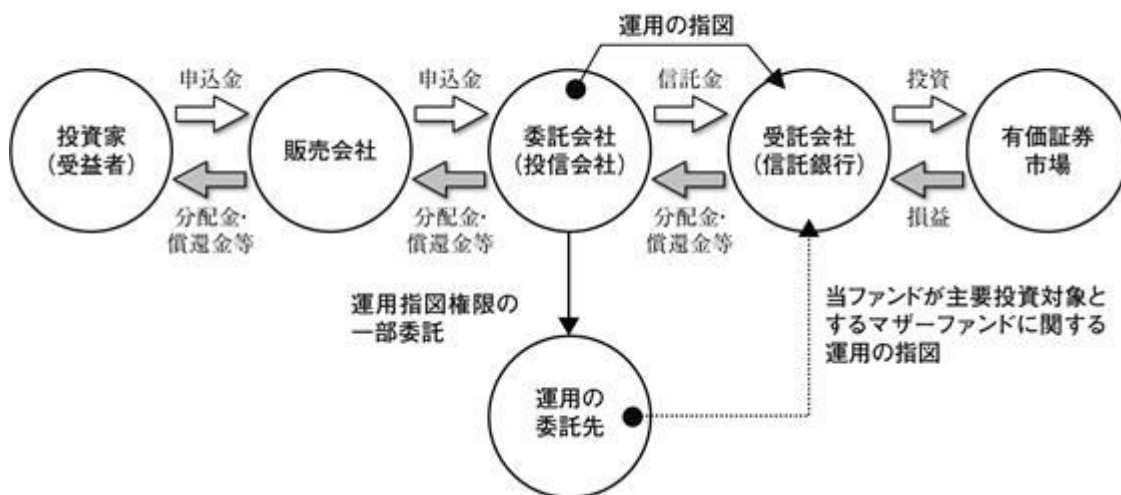 運用の指図
申込金
申込金
信託金
投資
投資家
(受益者)
販売会社
委託会社
(投信会社)
受託会社
(信託銀行)
有価証券
市場
分配金・
償還金等
分配金・
償還金等
分配金・
償還金等
損益
運用指図権限の
一部委託
当ファンドが主要投資対象と
するマザーファンドに関する
運用の指図
運用の
委託先